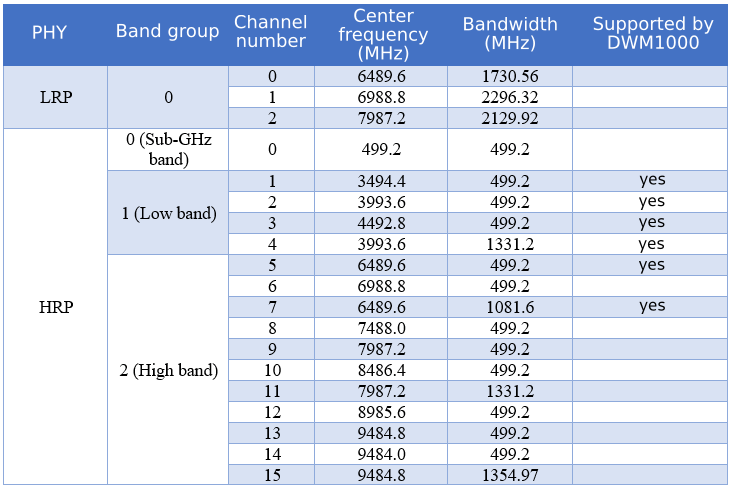 PHY Band group Channel number Center frequency (MHz) Bandwidth (MHz) Supported by DWM1000
LRP 0 0 6489.6 1730.56
1 6988.8 2296.32
2 7987.2 2129.92
HRP 0 (Sub-GHz band) 0 499.2 499.2
1 (Low band) 1 3494.4 499.2 yes
2 3993.6 499.2 yes
3 4492.8 499.2 yes
4 3993.6 1331.2 yes
2 (High band) 5 6489.6 499.2 yes
6 6988.8 499.2
7 6489.6 1081.6 yes
8 7488.0 499.2
9 7987.2 499.2
10 8486.4 499.2
11 7987.2 1331.2
12 8985.6 499.2
13 9484.8 499.2
14 9484.0 499.2
15 9484.8 1354.97